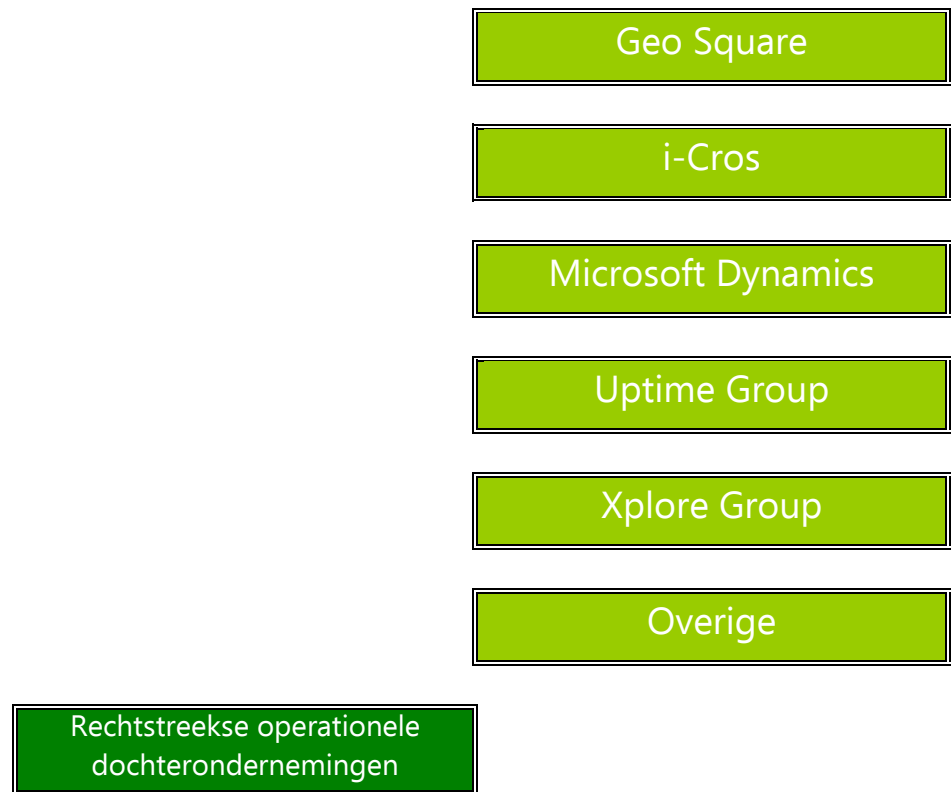 Geo Square
i-Cros
Microsoft Dynamics
Uptime Group
Xplore Group
Overige
Rechtstreekse operationele
dochterondernemingen